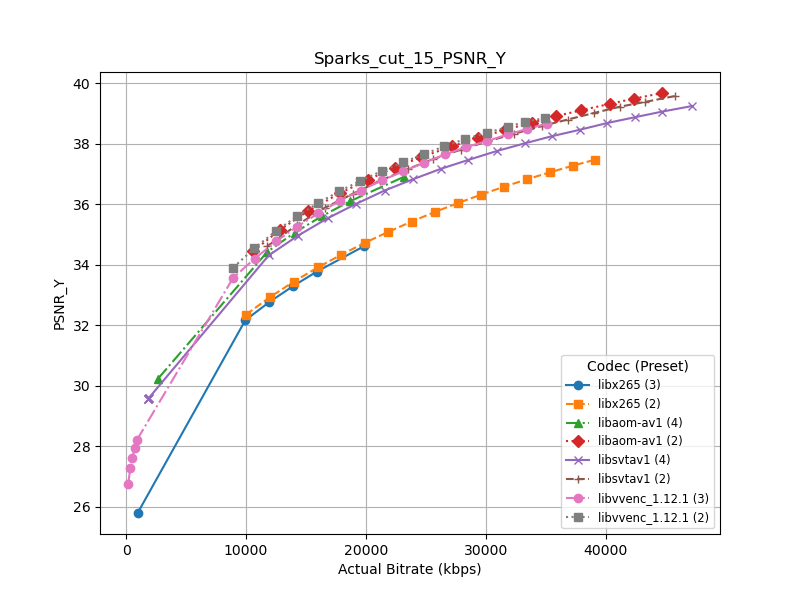 Sparks_cut_15_PSNR_Y
40
38
36
34
32
30
28
26
PSNR_Y
0
10000
20000
30000
40000
Actual Bitrate (kbps)
Codec (Preset)
libx265 (3)
libx265 (2)
libaom-av1 (4)
libaom-av1 (2)
libsvtav1 (4)
libsvtav1 (2)
libvvenc_1.12.1 (3)
libvvenc_1.12.1 (2)